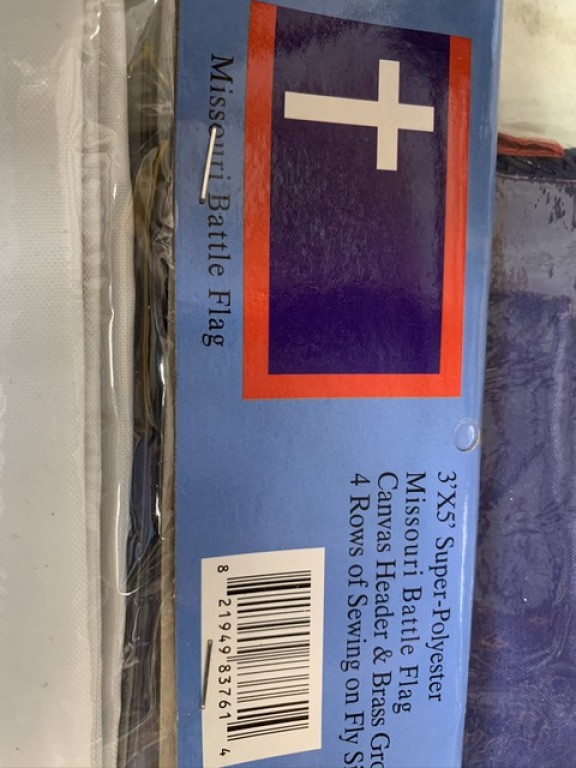 Missouri Battle Flag
3'X5' Super-Polyester
Missouri Battle Flag
Canvas Header & Brass
4 Rows of Sewing on Fly
8 21949 83761 4